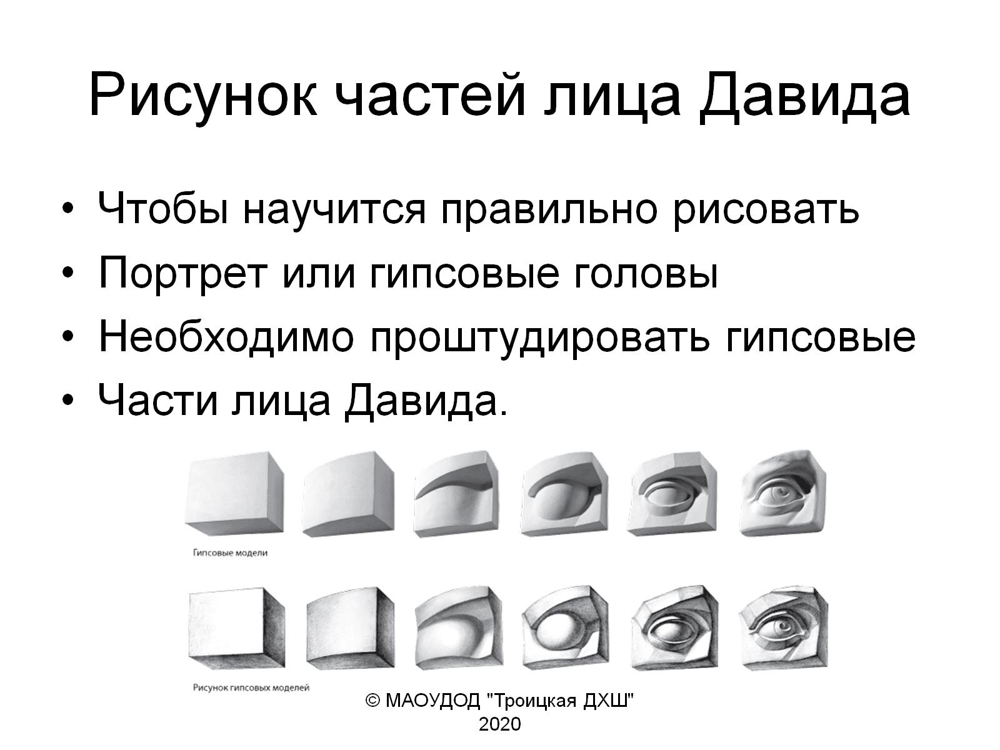 Рисунок частей лица Давида
• Чтобы научится правильно рисовать
• Портрет или гипсовые головы
• Необходимо проштудировать гипсовые
• Части лица Давида.
Гипсовые модели
Рисунок гипсовых моделей
© МАОУДОД "Троицкая ДХШ"
2020